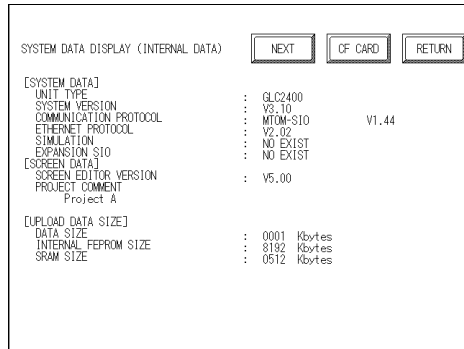 SYSTEM DATA DISPLAY (INTERNAL DATA) NEXT CF CARD RETURN
[SYSTEM DATA]
UNIT TYPE : GLC2400
SYSTEM VERSION : V3.10
COMMUNICATION PROTOCOL : MTOM-SIO V1.44
ETHERNET PROTOCOL : V2.02
SIMULATION : NO EXIST
EXPANSION SIO : NO EXIST
[SCREEN DATA]
SCREEN EDITOR VERSION : V5.00
PROJECT COMMENT
Project A
[UPLOAD DATA SIZE]
DATA SIZE : 0001 Kbytes
INTERNAL FEPROM SIZE : 8192 Kbytes
SRAM SIZE : 0512 Kbytes